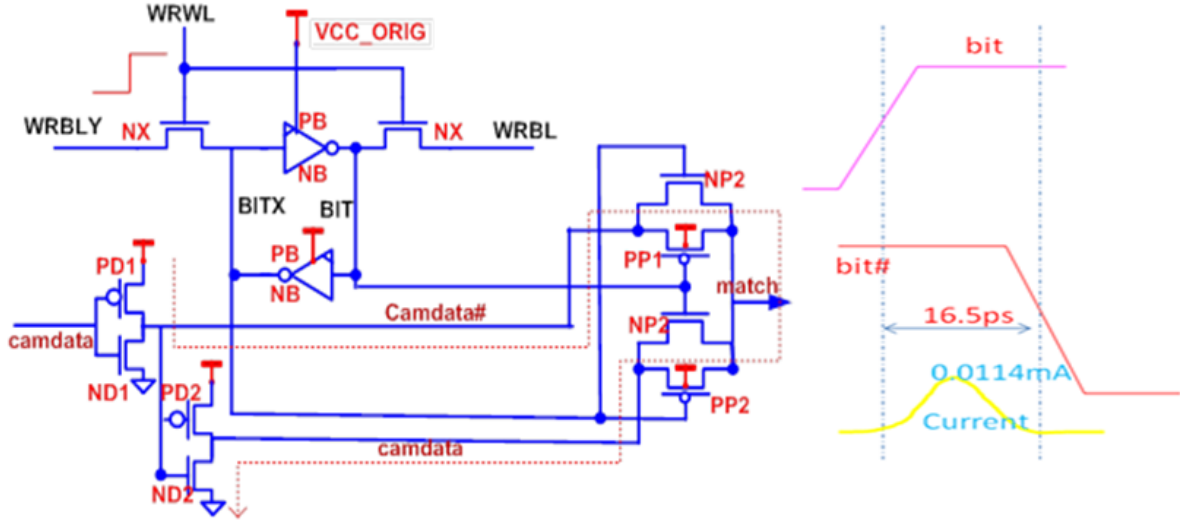 WRWL
VCC_ORIG
bit
WRBLY
NX
PB
NX
WRBL
NB
NP2
BITX
BIT
PD1
PB
PP1
bit#
NB
Camdata#
match
camdata
NP2
16.5ps
ND1
PD2
0.0114mA
PP2
Current
camdata
ND2